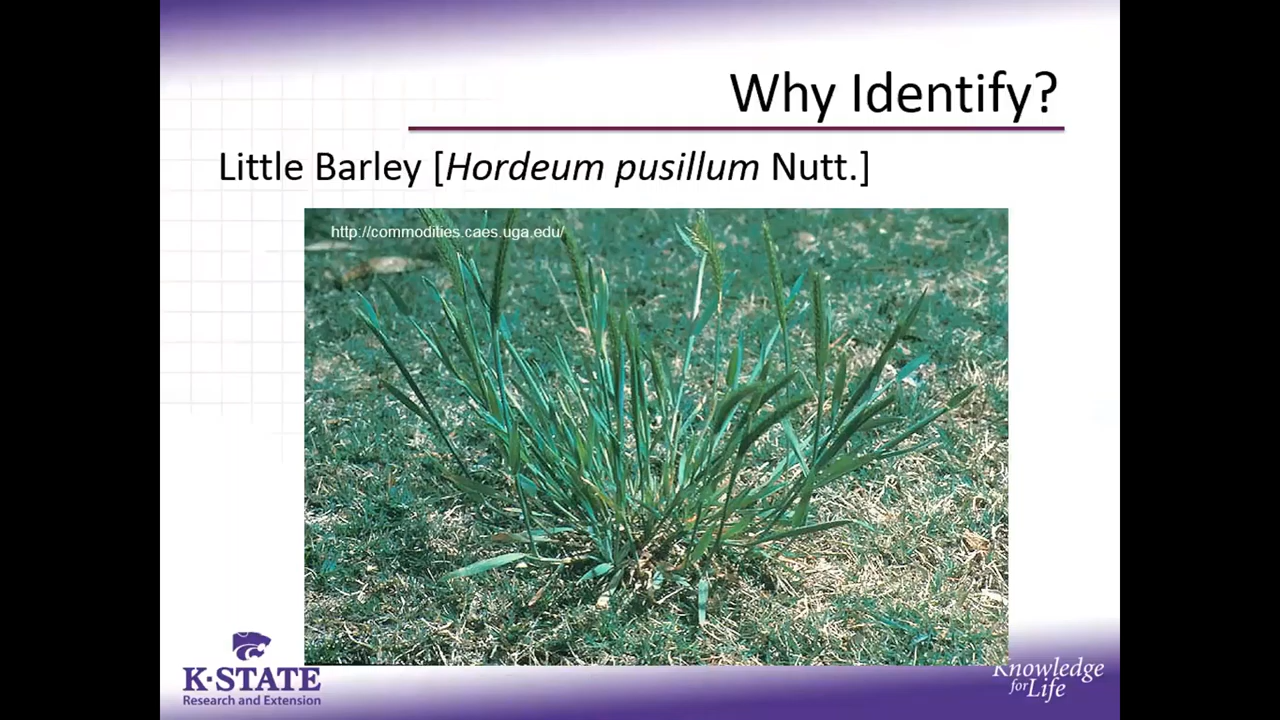 Why Identify?
Little Barley [Hordeum pusillum Nutt.]
http://commodities.caes.uga.edu/
K-STATE
Research and Extension
Knowledge
for Life